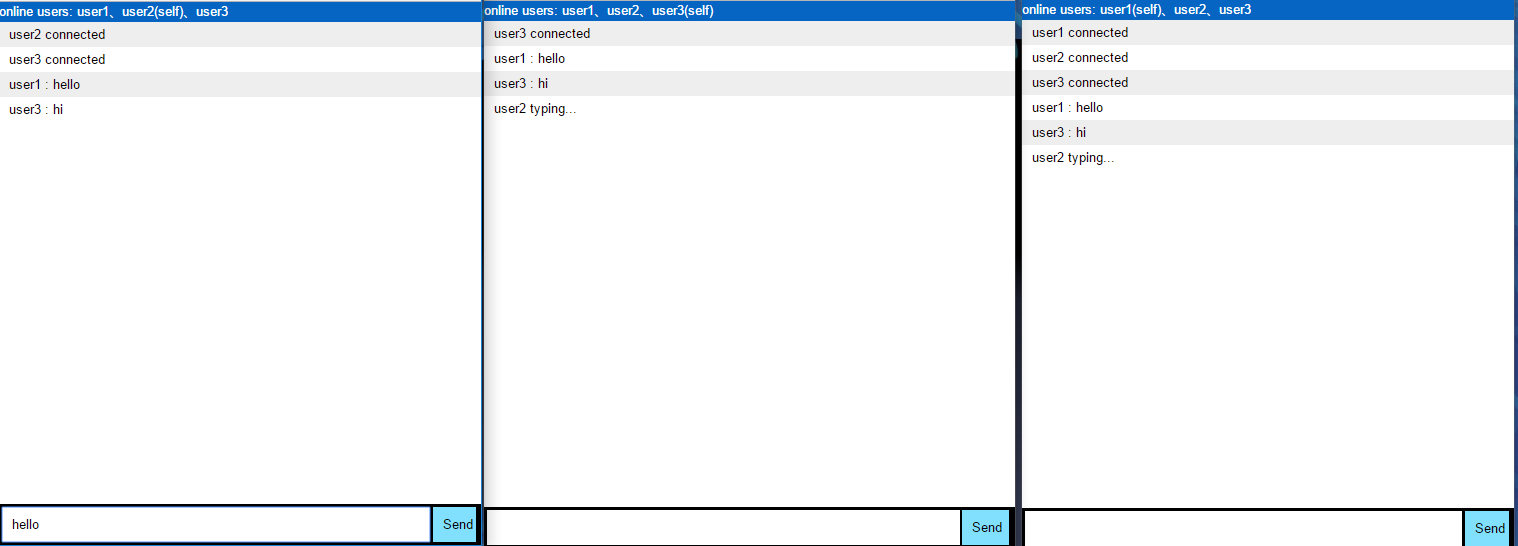 online users: user1、user2(self)、user3
user2 connected
user3 connected
user1 : hello
user3 : hi
hello
Send
online users: user1、user2、user3(self)
user3 connected
user1 : hello
user3 : hi
user2 typing...
Send
online users: user1(self)、user2、user3
user1 connected
user2 connected
user3 connected
user1 : hello
user3 : hi
user2 typing...
Send